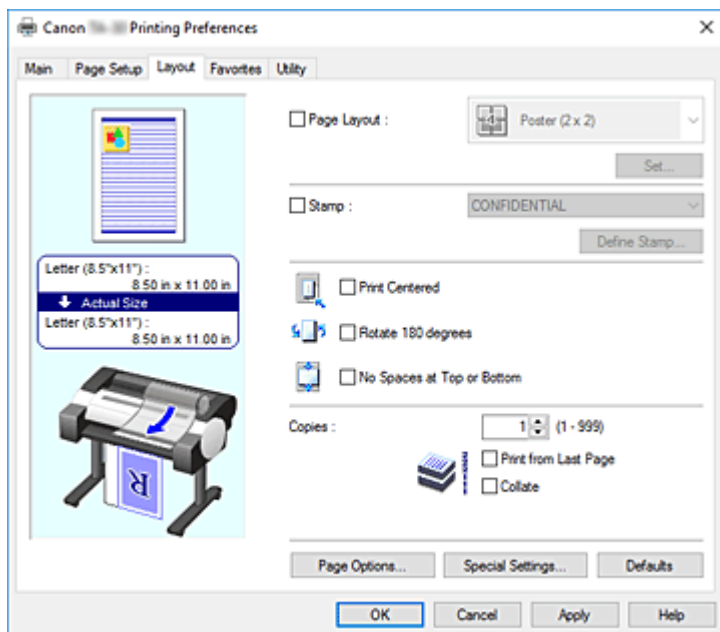 Canon Printing Preferences
Main Page Setup Layout Favorites Utility
Page Layout : Poster (2 x 2)
Set...
Stamp : CONFIDENTIAL
Define Stamp...
Letter (8.5"x11") :
8.50 in x 11.00 in
Actual Size
Letter (8.5"x11") :
8.50 in x 11.00 in
Print Centered
Rotate 180 degrees
No Spaces at Top or Bottom
Copies : 1 (1 - 999)
Print from Last Page
Collate
R
Page Options... Special Settings... Defaults
OK Cancel Apply Help